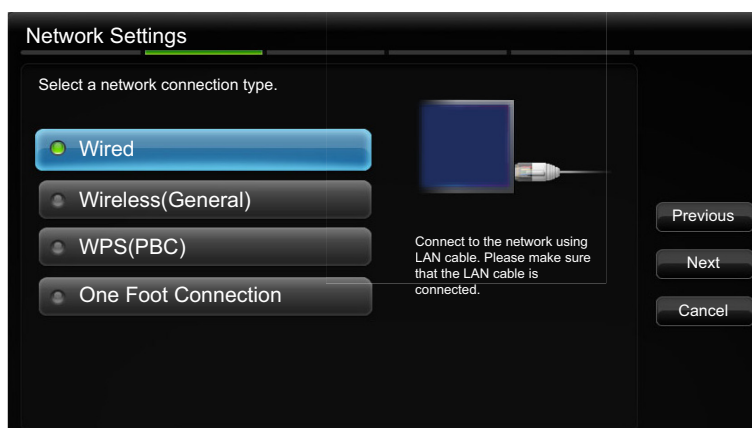 Network Settings
Select a network connection type.
Wired
Wireless(General)
WPS(PBC)
One Foot Connection
Connect to the network using
LAN cable. Please make sure
that the LAN cable is
connected.
Previous
Next
Cancel